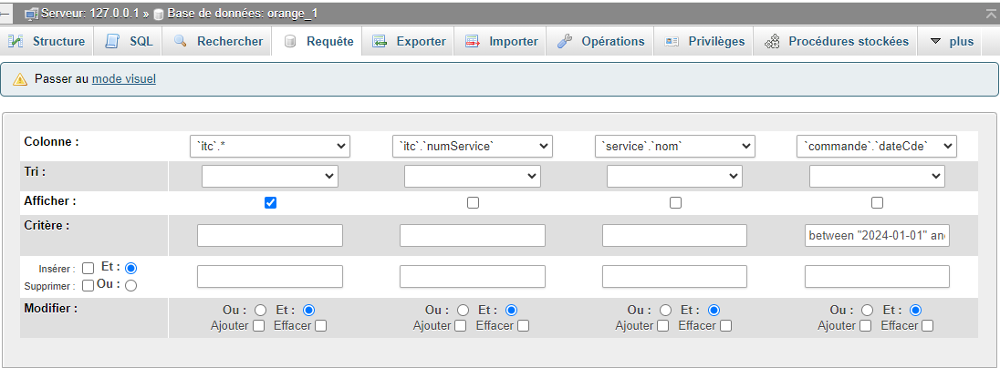 Serveur: 127.0.0.1 » Base de données: orange_1
Structure SQL Rechercher Requête Exporter Importer Opérations Privilèges Procédures stockées plus
Passer au mode visuel
Colonne : `itc`.* `itc`.`numService` `service`.`nom` `commande`.`dateCde`
Tri :
Afficher :
Critère : between "2024-01-01" and
Insérer : Et :
Supprimer : Ou :
Modifier : Ou : Et : Ou : Et : Ou : Et : Ou : Et :
Ajouter Effacer Ajouter Effacer Ajouter Effacer Ajouter Effacer